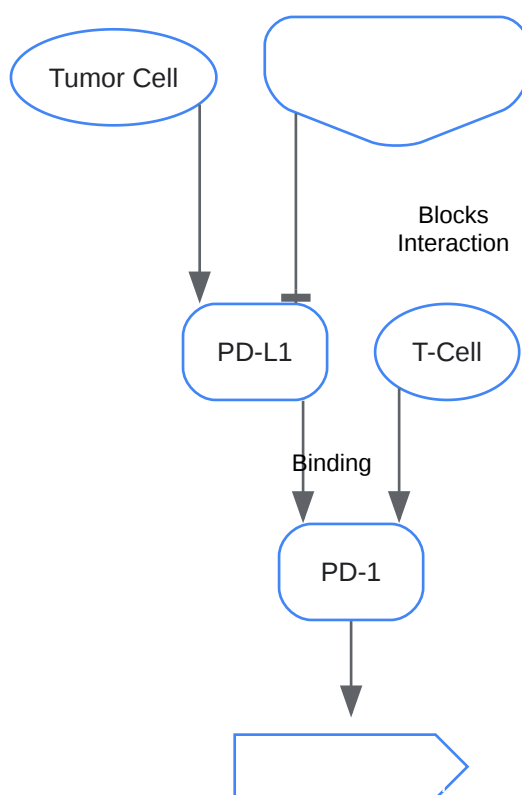 Tumor Cell
Blocks
Interaction
PD-L1
T-Cell
Binding
PD-1